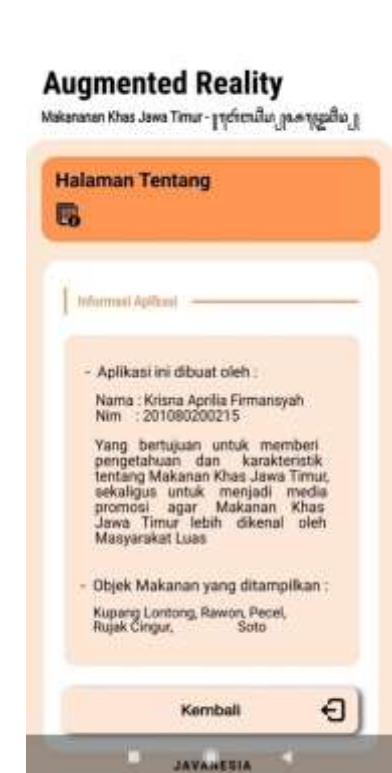 Augmented Reality
Makananan Khas Jawa Timur -
Halaman Tentang
Informasi Aplikasi
- Aplikasi ini dibuat oleh :
Nama : Krisna Aprilia Firmansyah
Nim : 201080200215
Yang bertujuan untuk memberi
pengetahuan dan karakteristik
tentang Makanan Khas Jawa Timur,
sekaligus untuk menjadi media
promosi agar Makanan Khas
Jawa Timur lebih dikenal oleh
Masyarakat Luas
- Objek Makanan yang ditampilkan :
Kupang Lontong, Rawon, Pecel,
Rujak Cingur, Soto
Kembali
JAVANESIA